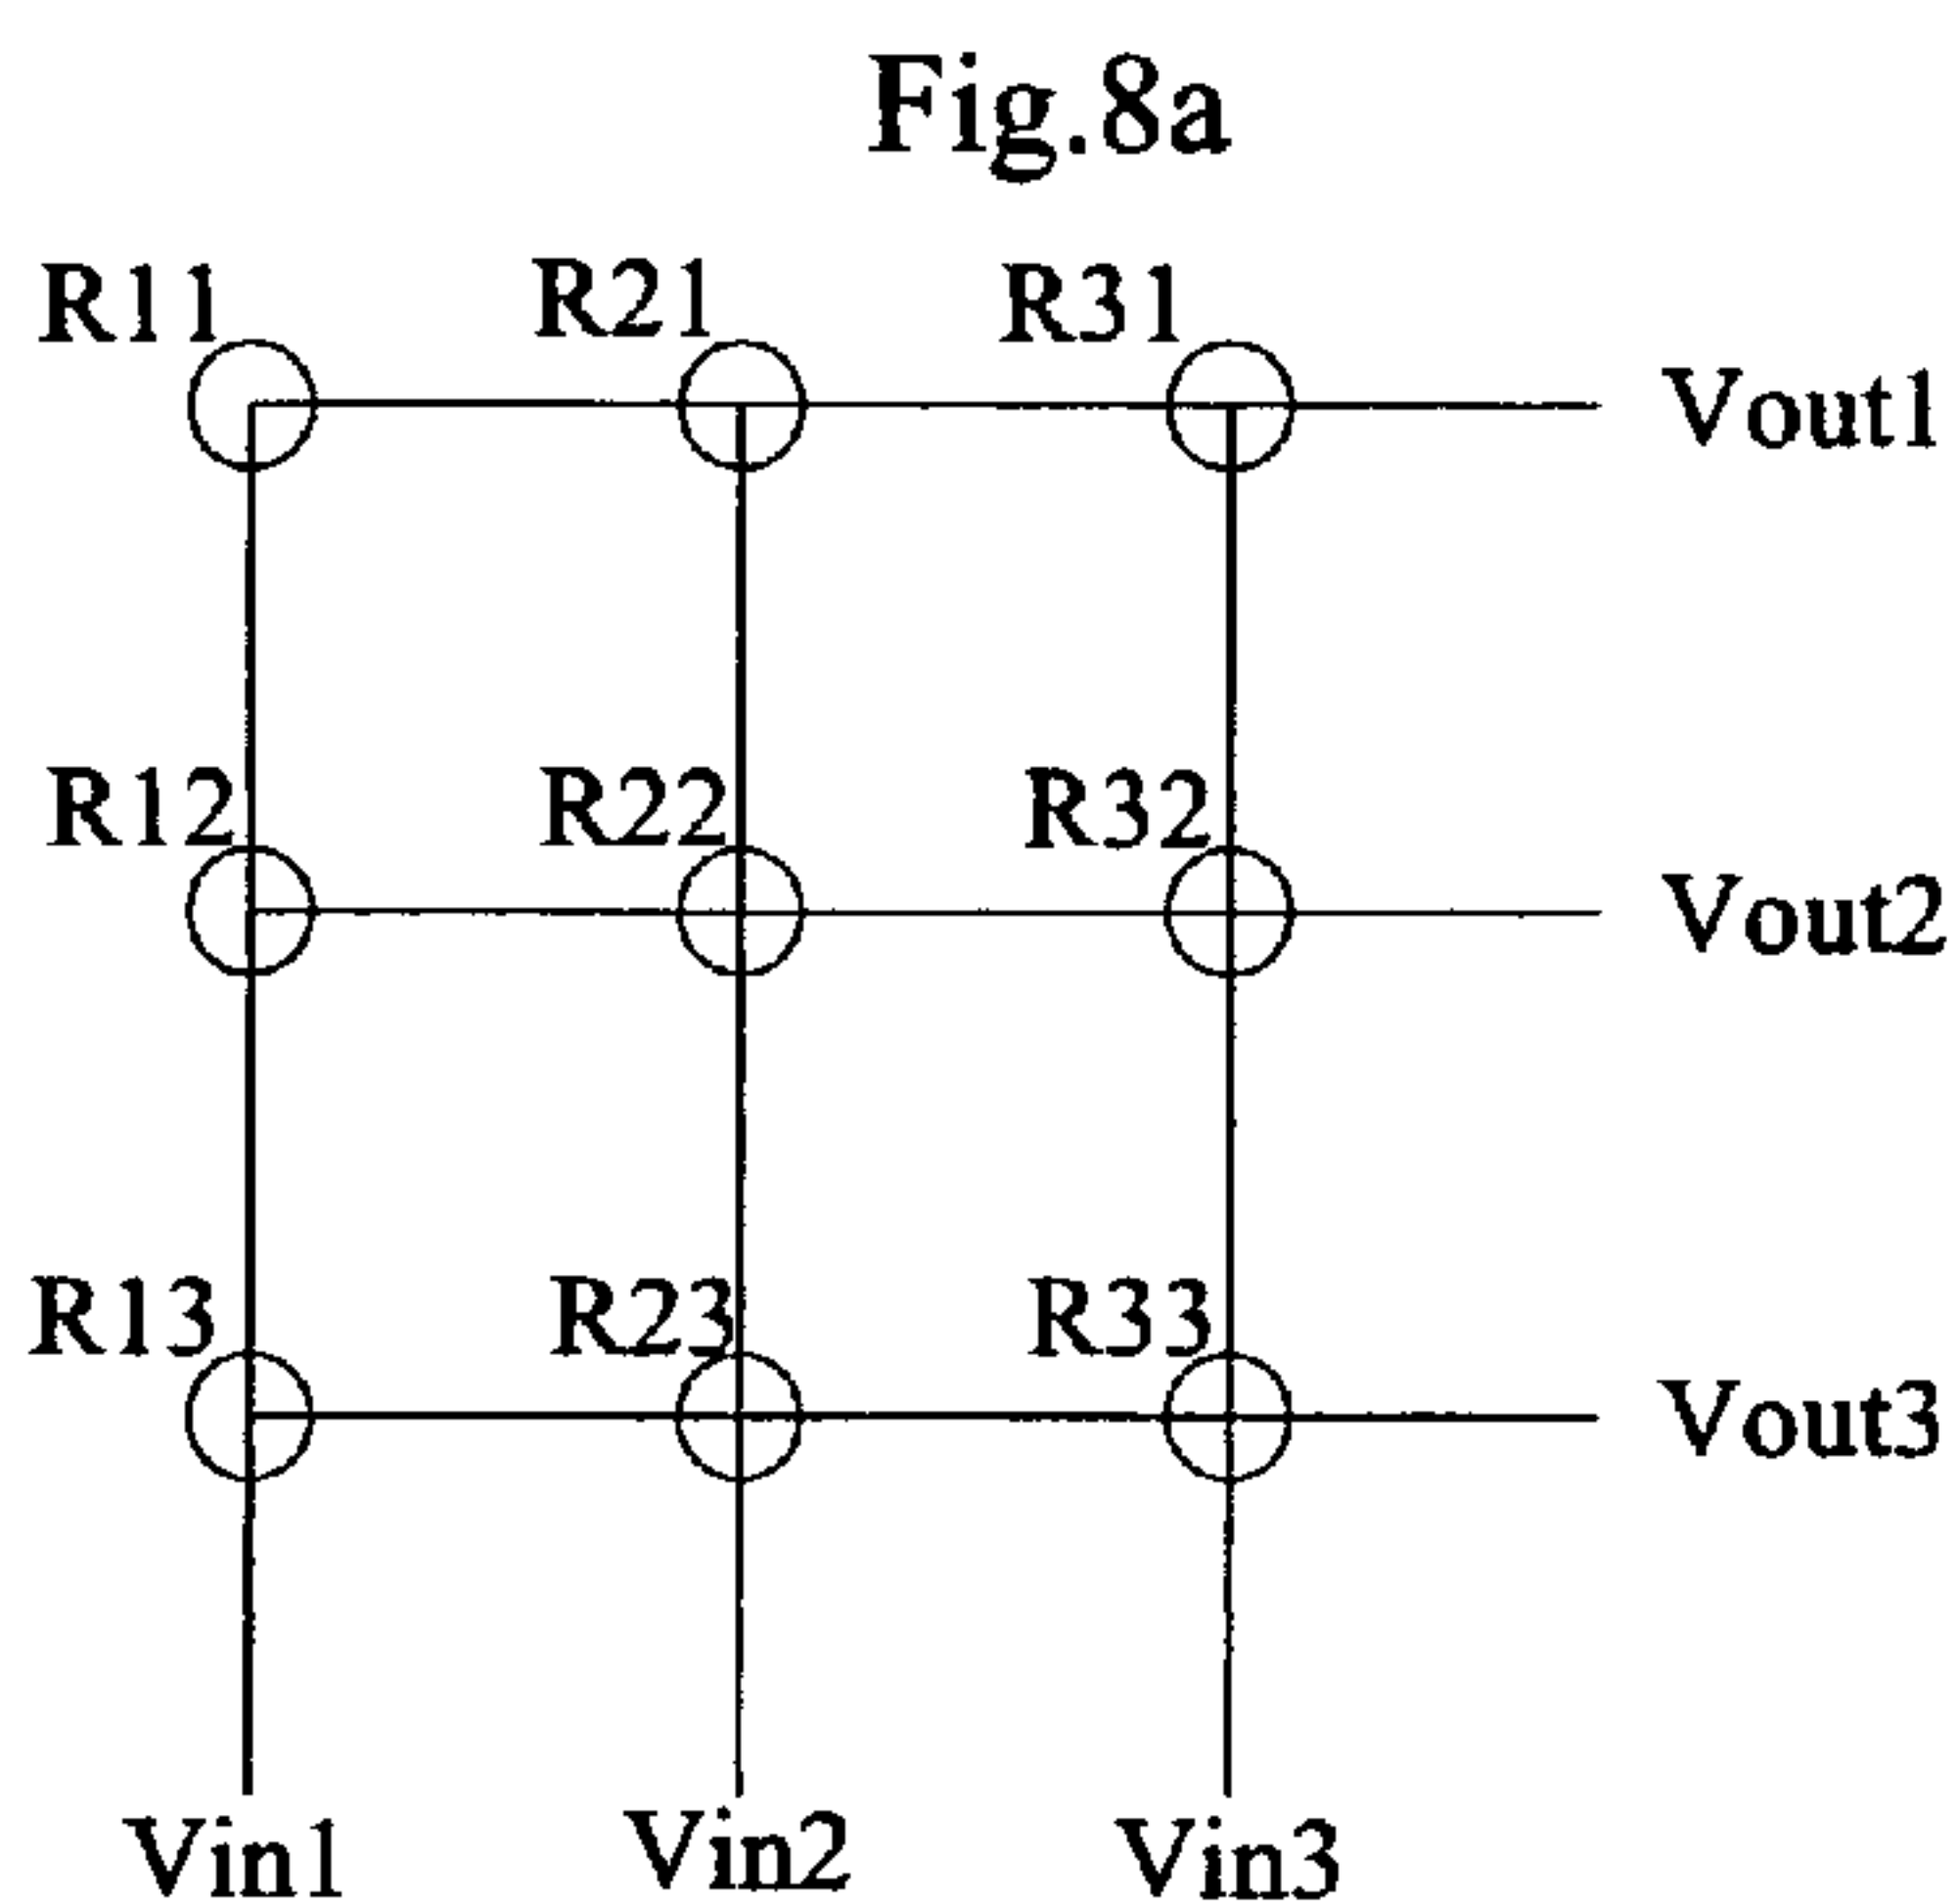 Fig.8a
R11 R21 R31
Vout1
R12 R22 R32
Vout2
R13 R23 R33
Vout3
Vin1 Vin2 Vin3